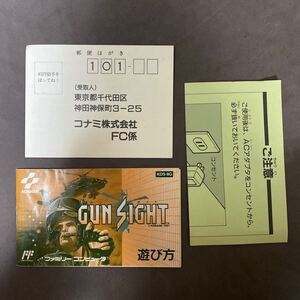 郵便はがき
101-
切手を
はってね!
(受取人)
東京都千代田区
神田神保町3-25
コナミ株式会社
FC係
KONAMI
KDS-8G
GUN SIGHT
ファミリー コンピュータ
遊び方
ご注意
ご使用後は、ACアダプタをコンセントから、
必ず抜いておいてください。
コンセント